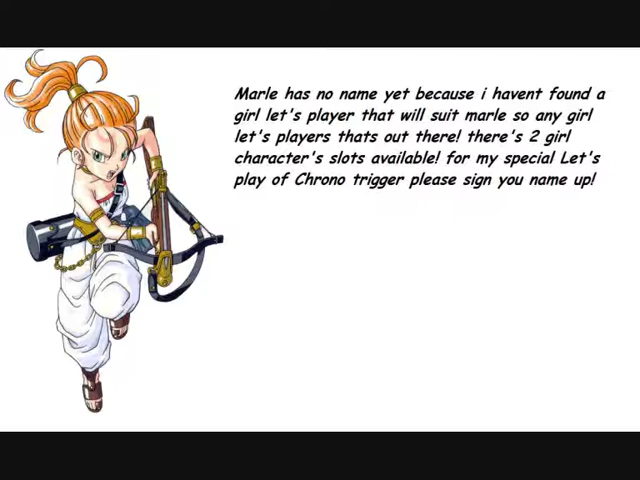 Marle has no name yet because i havent found a
girl let's player that will suit marle so any girl
let's players thats out there! there's 2 girl
character's slots available! for my special Let's
play of Chrono trigger please sign you name up!